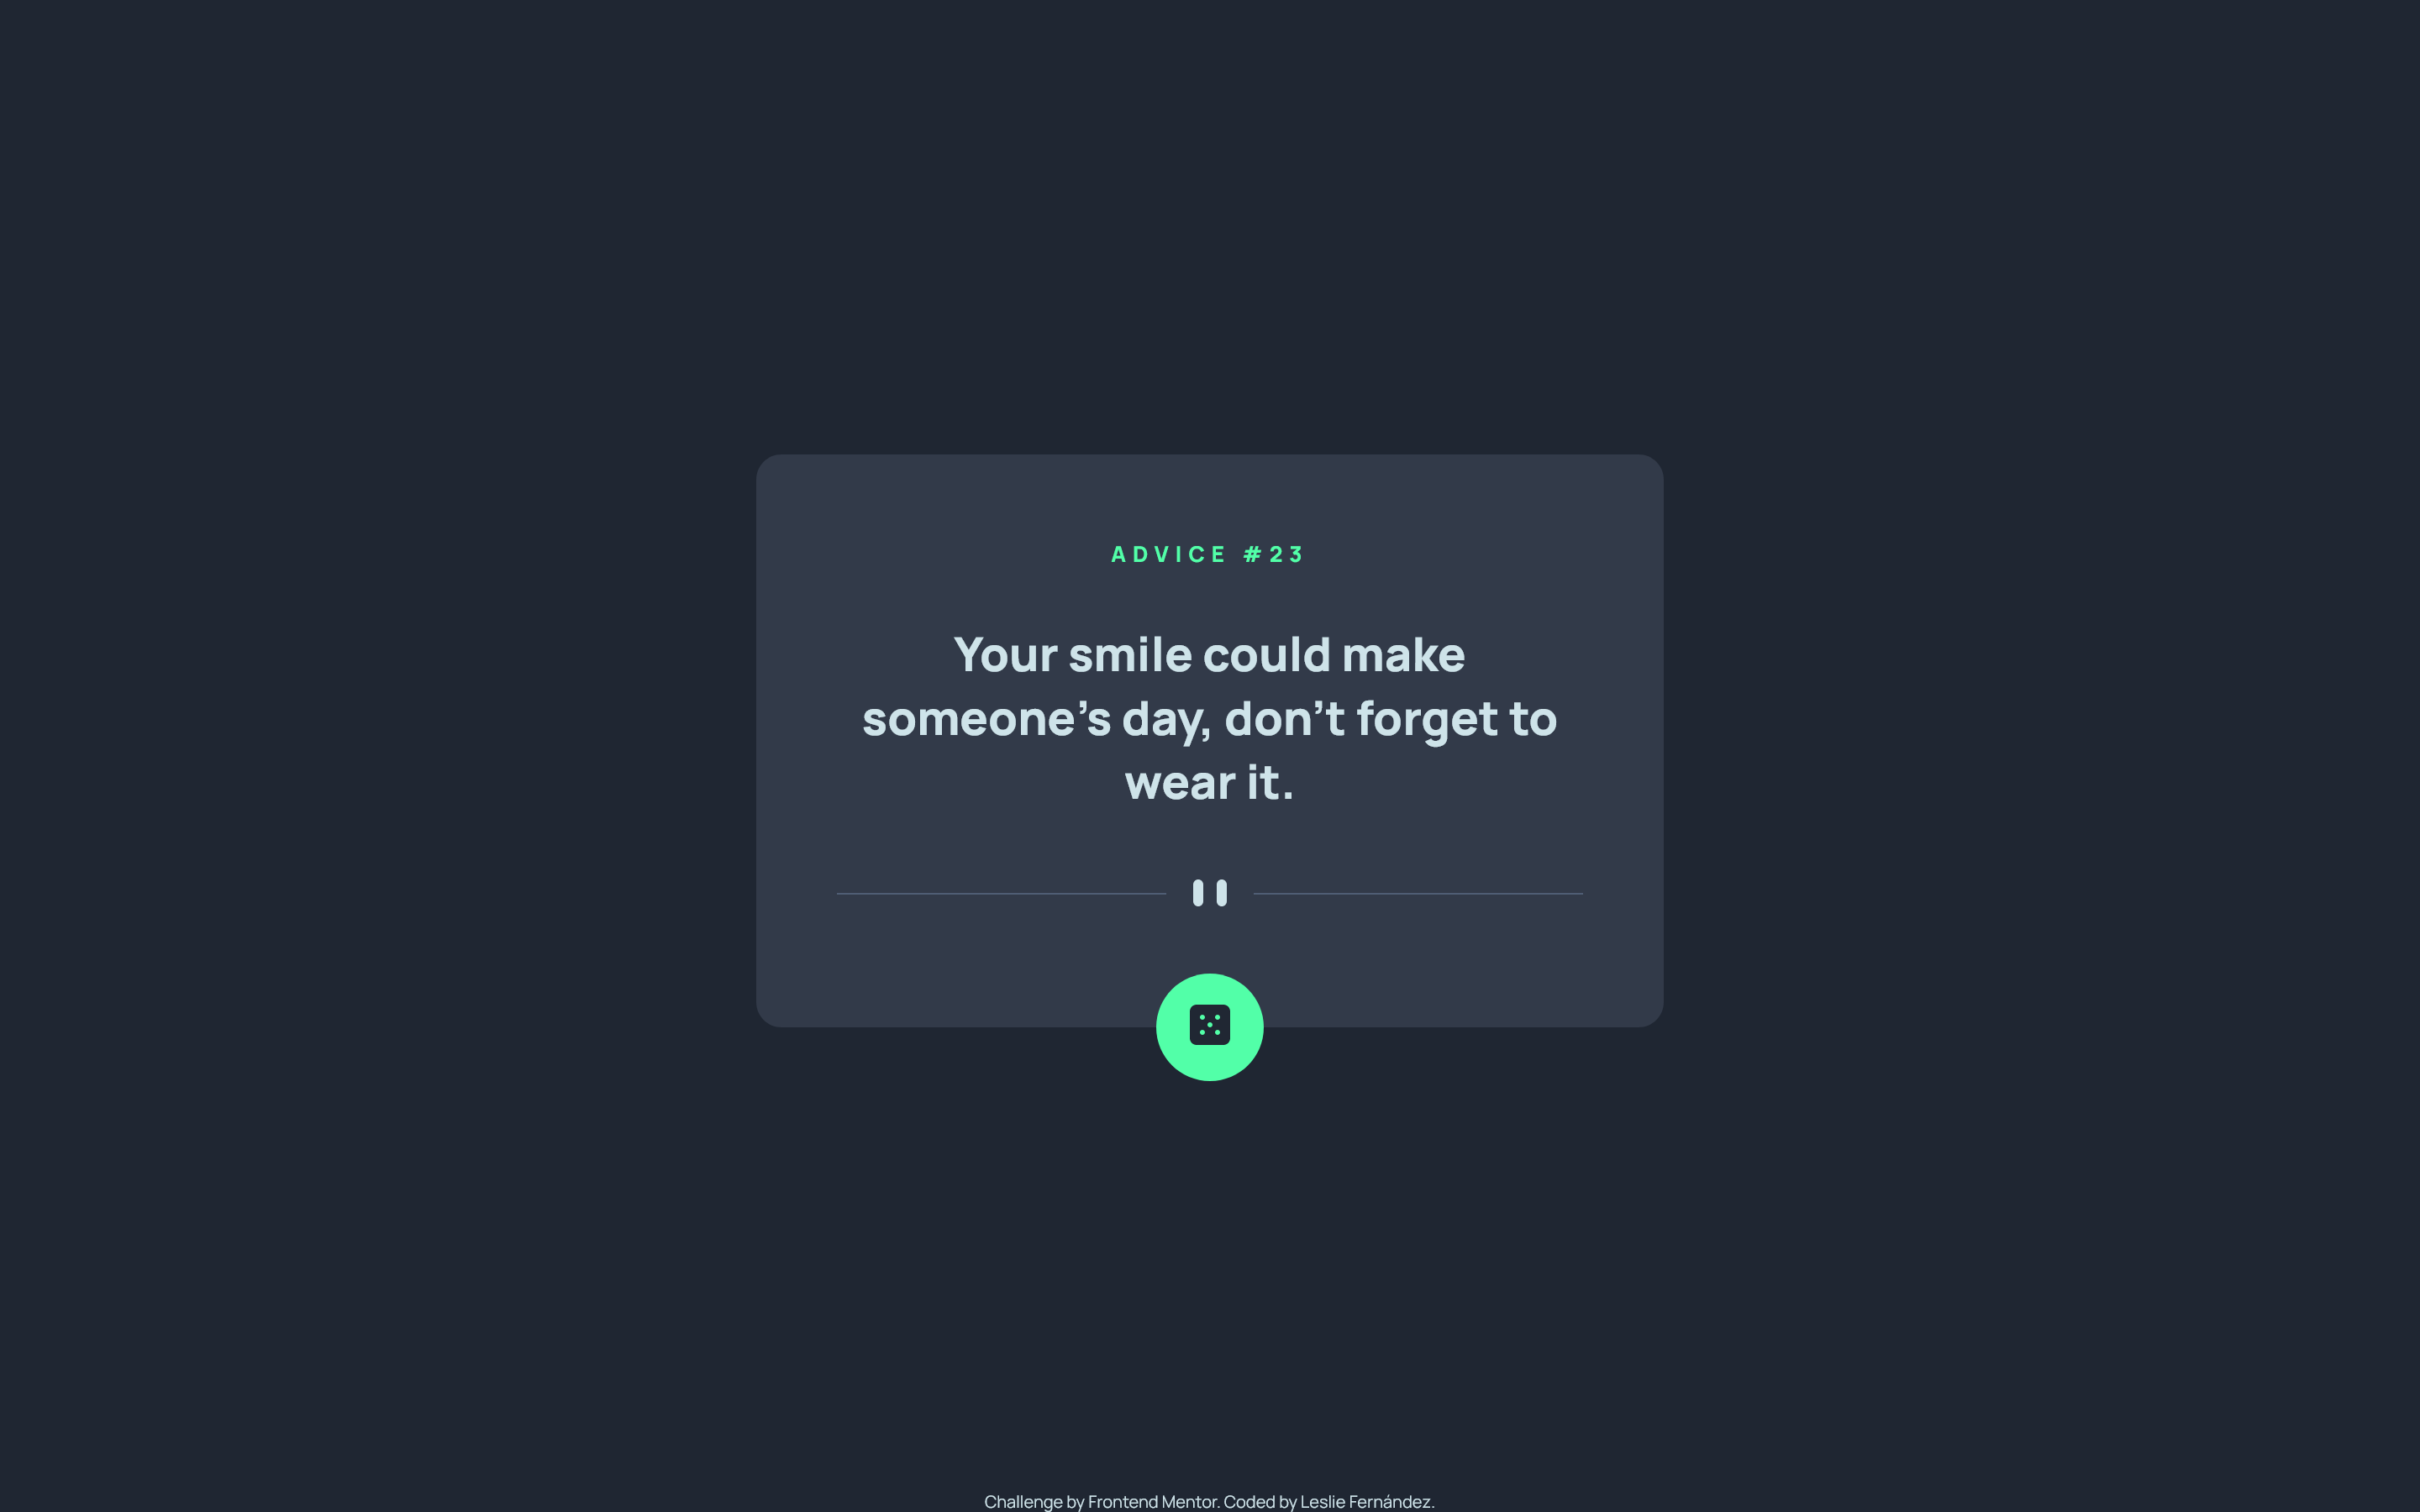 ADVICE #23
Your smile could make
someone’s day, don’t forget to
wear it.
Challenge by Frontend Mentor. Coded by Leslie Fernández.